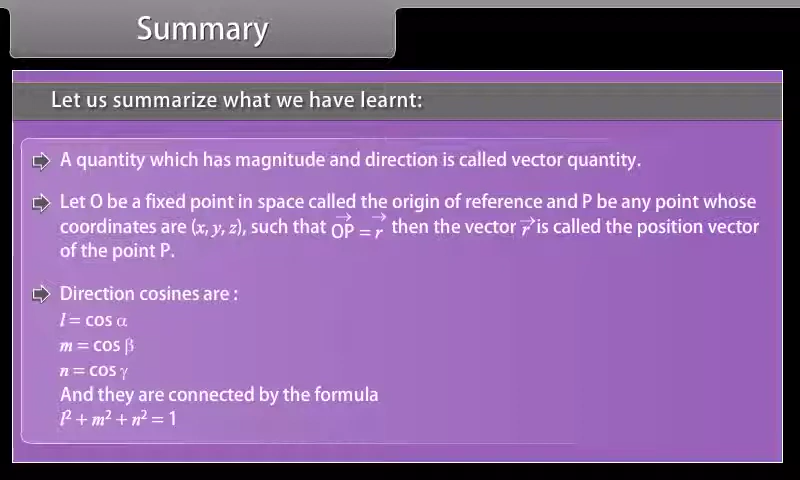 Summary
Let us summarize what we have learnt:
A quantity which has magnitude and direction is called vector quantity.
Let O be a fixed point in space called the origin of reference and P be any point whose
coordinates are (x, y, z), such that \overrightarrow{OP} = \overrightarrow{r} then the vector \overrightarrow{r} is called the position vector
of the point P.
Direction cosines are :
l = cos α
m = cos β
n = cos γ
And they are connected by the formula
l² + m² + n² = 1